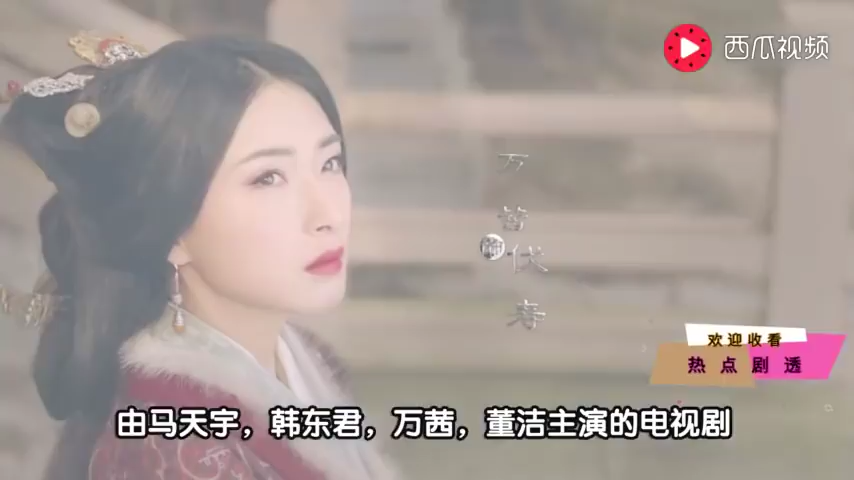 西瓜视频
万茜
饰
伏寿
欢迎收看
热点剧透
由马天宇，韩东君，万茜，董洁主演的电视剧